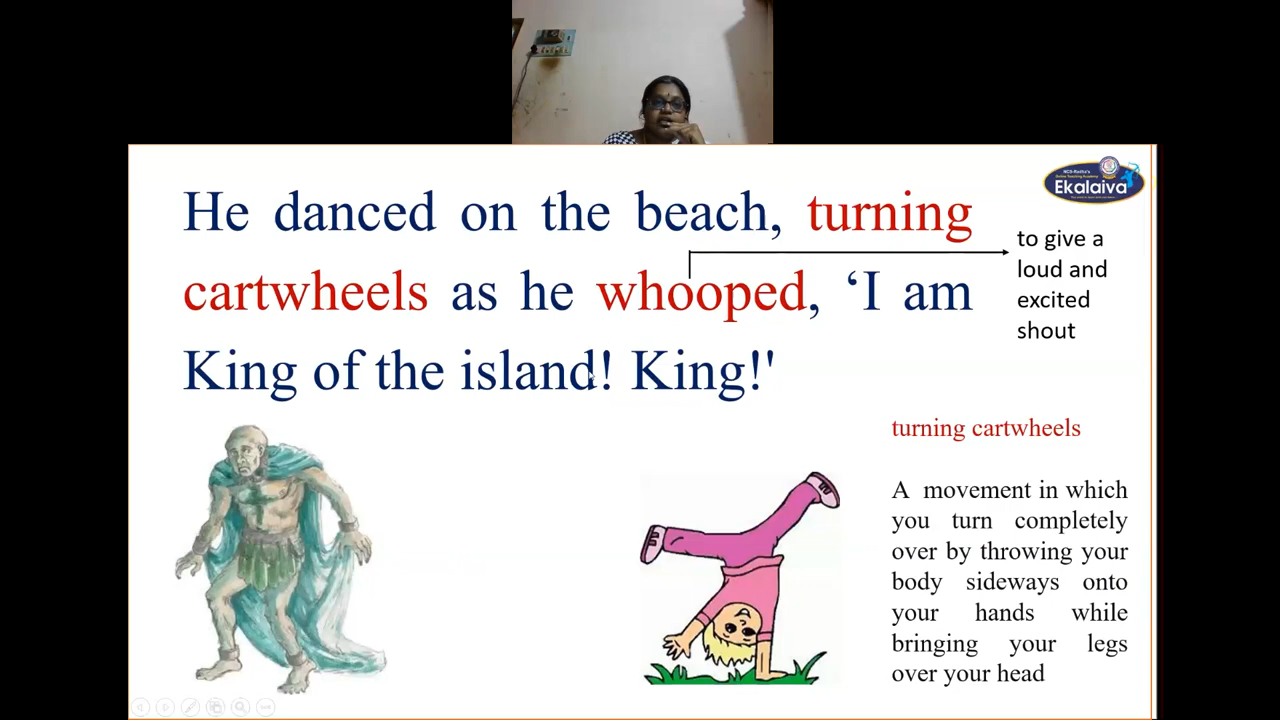 He danced on the beach, turning
cartwheels as he whooped, ‘I am
King of the island! King!'
to give a
loud and
excited
shout
Ekalaiva
turning cartwheels
A movement in which
you turn completely
over by throwing your
body sideways onto
your hands while
bringing your legs
over your head